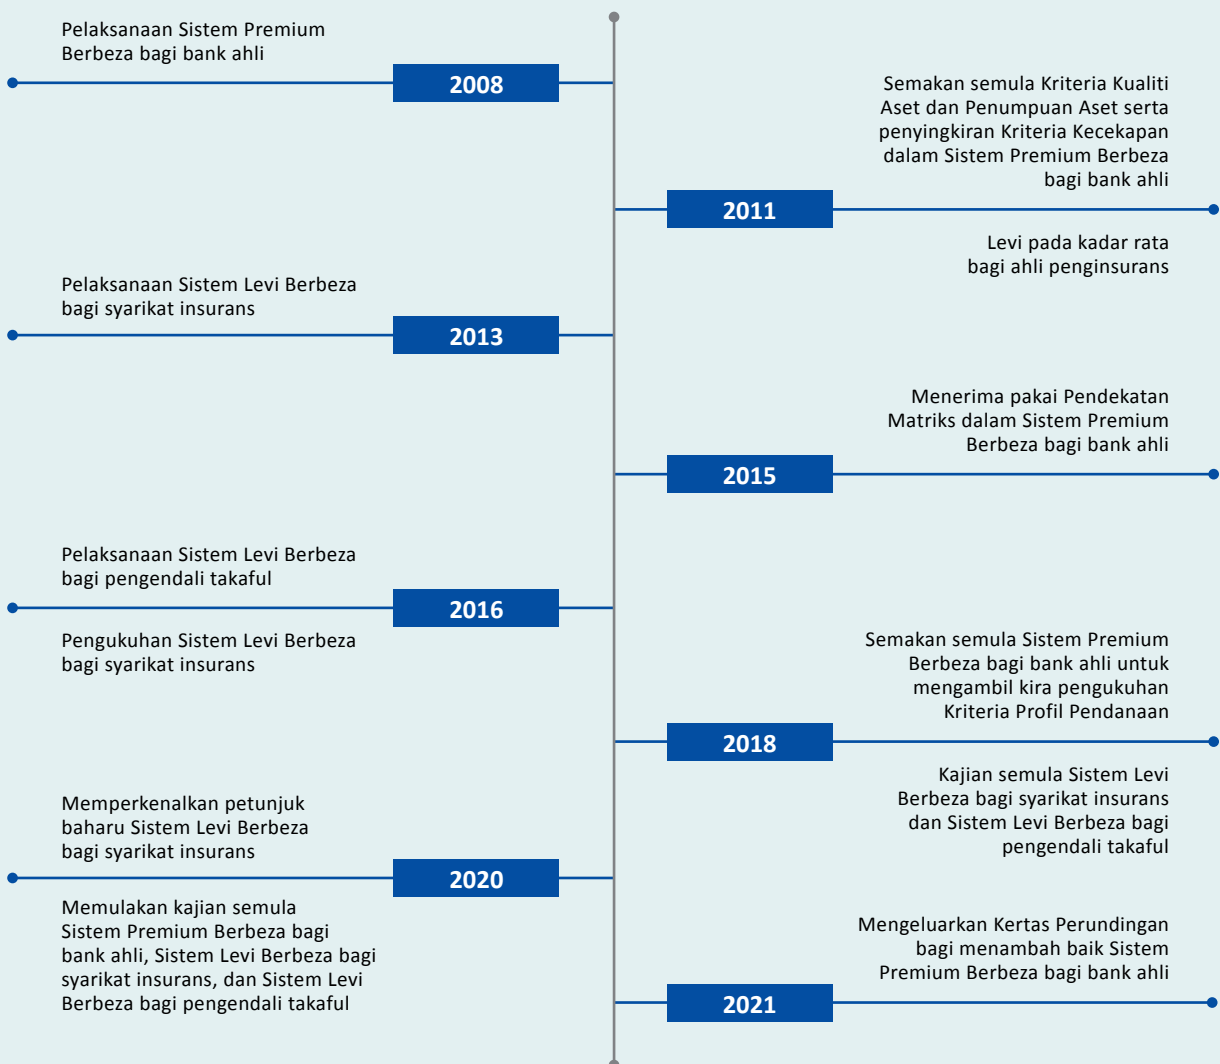 Pelaksanaan Sistem Premium
Berbeza bagi bank ahli
2008
Semakan semula Kriteria Kualiti
Aset dan Penumpuan Aset serta
penyingkiran Kriteria Kecekapan
dalam Sistem Premium Berbeza
bagi bank ahli
2011
Levi pada kadar rata
bagi ahli penginsurans
Pelaksanaan Sistem Levi Berbeza
bagi syarikat insurans
2013
Menerima pakai Pendekatan
Matriks dalam Sistem Premium
Berbeza bagi bank ahli
2015
Pelaksanaan Sistem Levi Berbeza
bagi pengendali takaful
2016
Pengukuhan Sistem Levi Berbeza
bagi syarikat insurans
Semakan semula Sistem Premium
Berbeza bagi bank ahli untuk
mengambil kira pengukuhan
Kriteria Profil Pendanaan
2018
Kajian semula Sistem Levi
Berbeza bagi syarikat insurans
dan Sistem Levi Berbeza bagi
pengendali takaful
Memperkenalkan petunjuk
baharu Sistem Levi Berbeza
bagi syarikat insurans
2020
Memulakan kajian semula
Sistem Premium Berbeza bagi
bank ahli, Sistem Levi Berbeza bagi
syarikat insurans, dan Sistem Levi
Berbeza bagi pengendali takaful
Mengeluarkan Kertas Perundingan
bagi menambah baik Sistem
Premium Berbeza bagi bank ahli
2021